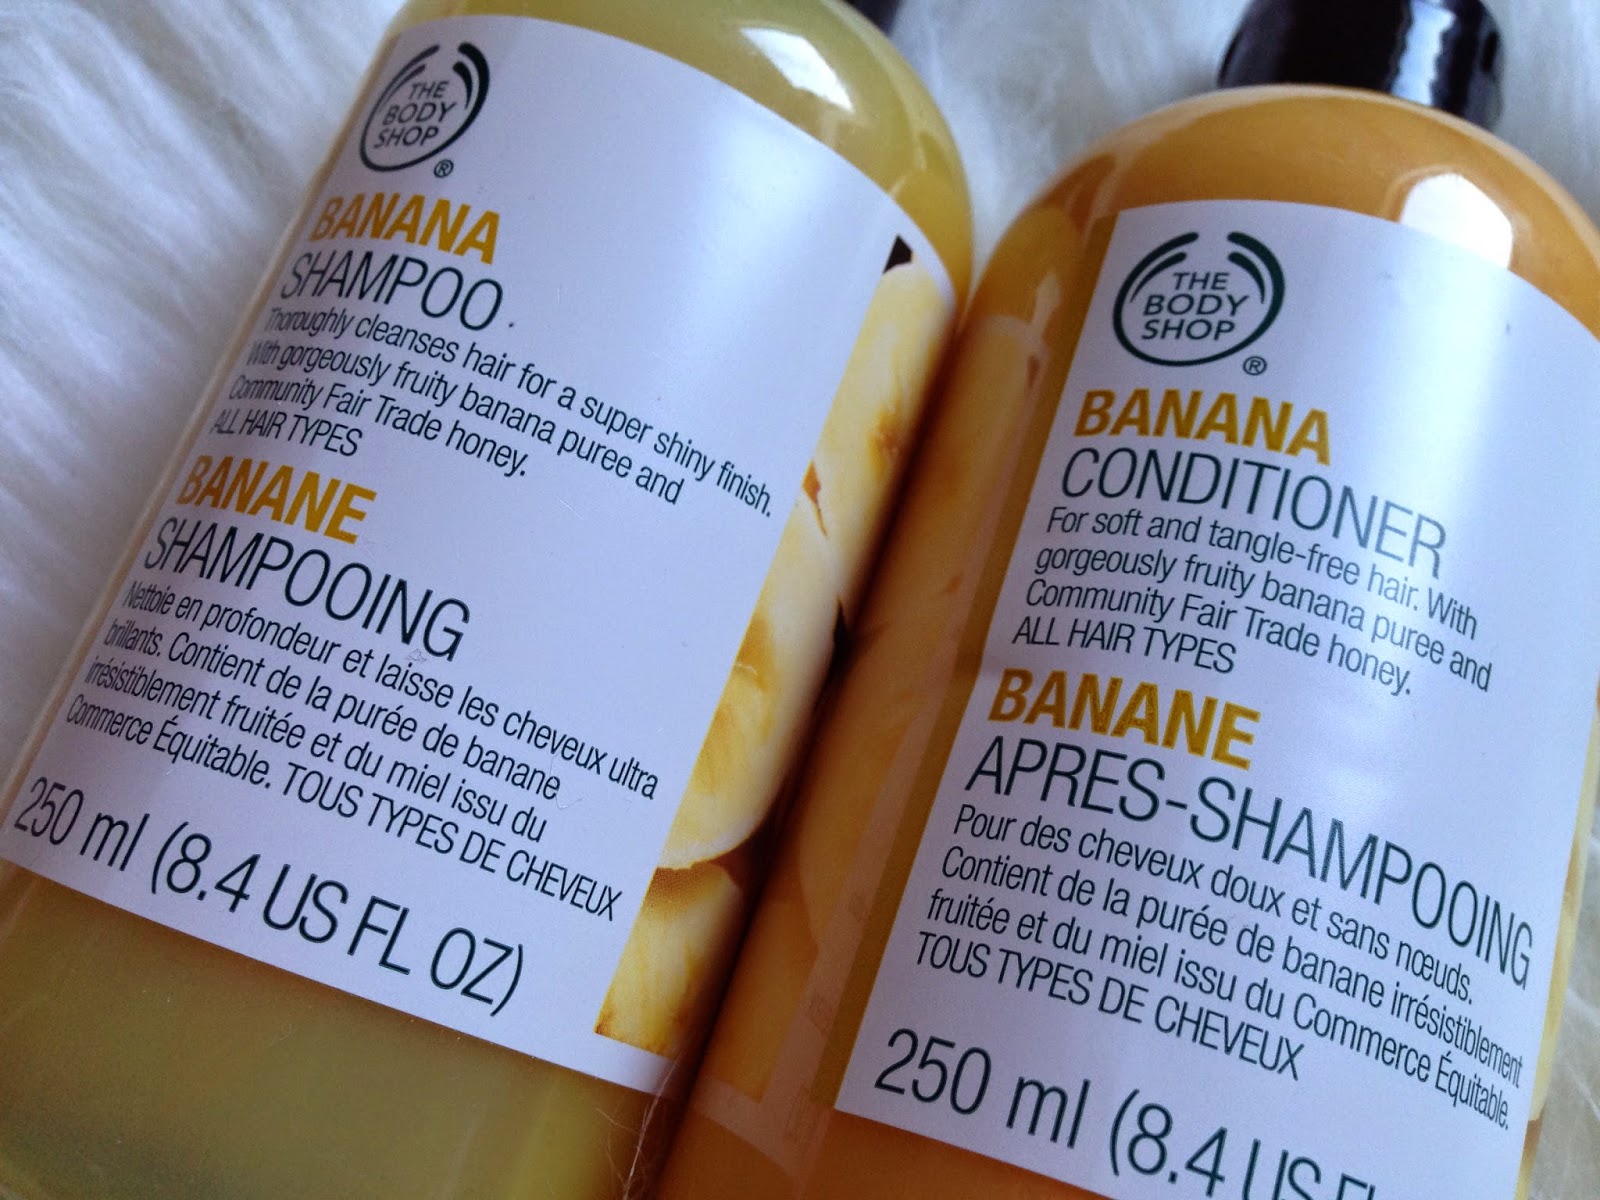 THE
BODY
SHOP
®
BANANA
SHAMPOO
Thoroughly cleanses hair for a super shiny finish.
With gorgeously fruity banana puree and
Community Fair Trade honey.
ALL HAIR TYPES
BANANE
SHAMPOOING
Nettoie en profondeur et laisse les cheveux ultra
brillants. Contient de la purée de banane
irrésistiblement fruitée et du miel issu du
Commerce Équitable. TOUS TYPES DE CHEVEUX
250 ml (8.4 US FL OZ)
THE
BODY
SHOP
®
BANANA
CONDITIONER
For soft and tangle-free hair. With
gorgeously fruity banana puree and
Community Fair Trade honey.
ALL HAIR TYPES
BANANE
APRES-SHAMPOOING
Pour des cheveux doux et sans nœuds.
Contient de la purée de banane irrésistiblement
fruitée et du miel issu du Commerce Équitable.
TOUS TYPES DE CHEVEUX
250 ml (8.4 US FL